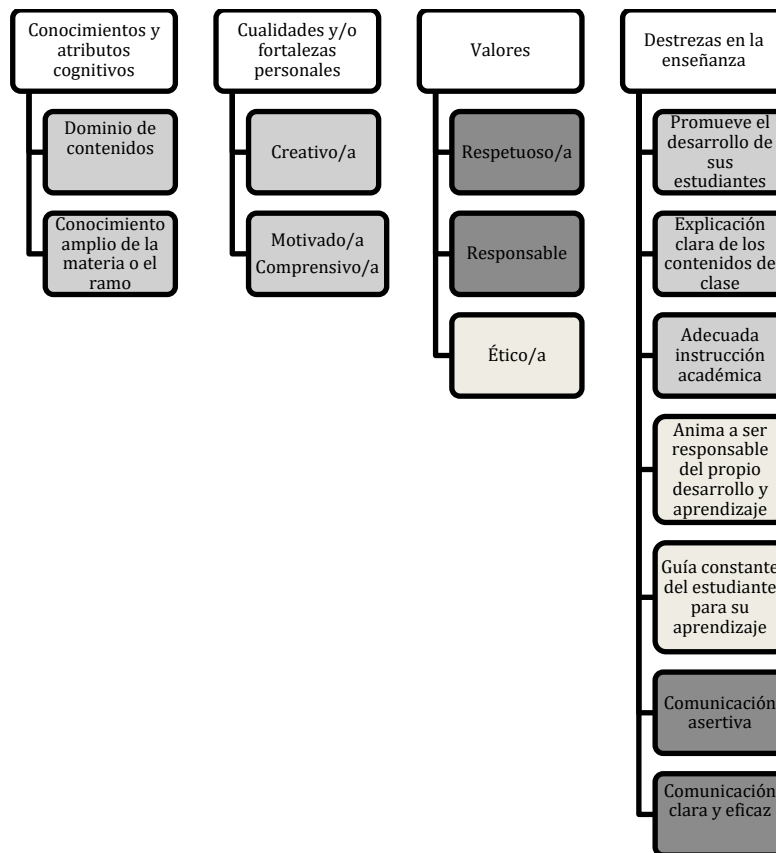 Conocimientos y
atributos
cognitivos
Dominio de
contenidos
Conocimiento
amplio de la
materia o el
ramo
Cualidades y/o
fortalezas
personales
Creativo/a
Motivado/a
Comprensivo/a
Valores
Respetuoso/a
Responsable
Ético/a
Destrezas en la
enseñanza
Promueve el
desarrollo de
sus
estudiantes
Explicación
clara de los
contenidos de
clase
Adecuada
instrucción
académica
Anima a ser
responsable
del propio
desarrollo y
aprendizaje
Guía constante
del estudiante
para su
aprendizaje
Comunicación
asertiva
Comunicación
clara y eficaz